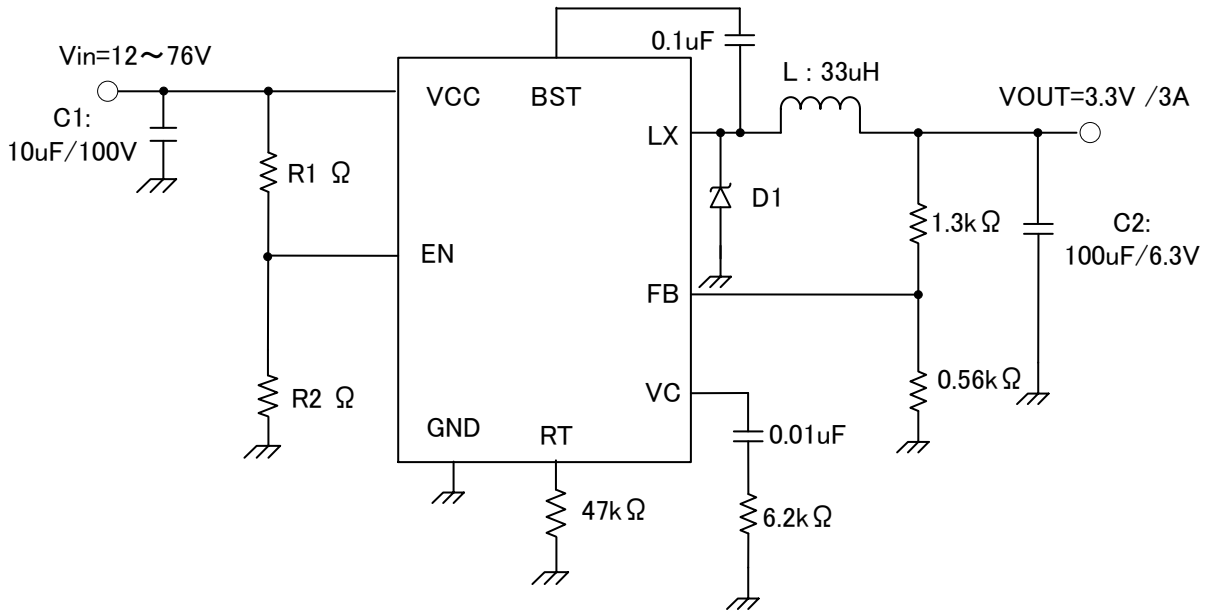 Vin=12～76V
C1:
10uF/100V
R1 Ω
R2 Ω
VCC
BST
LX
EN
FB
VC
GND
RT
0.1uF
L : 33uH
VOUT=3.3V /3A
D1
1.3kΩ
C2:
100uF/6.3V
0.56kΩ
0.01uF
6.2kΩ
47kΩ